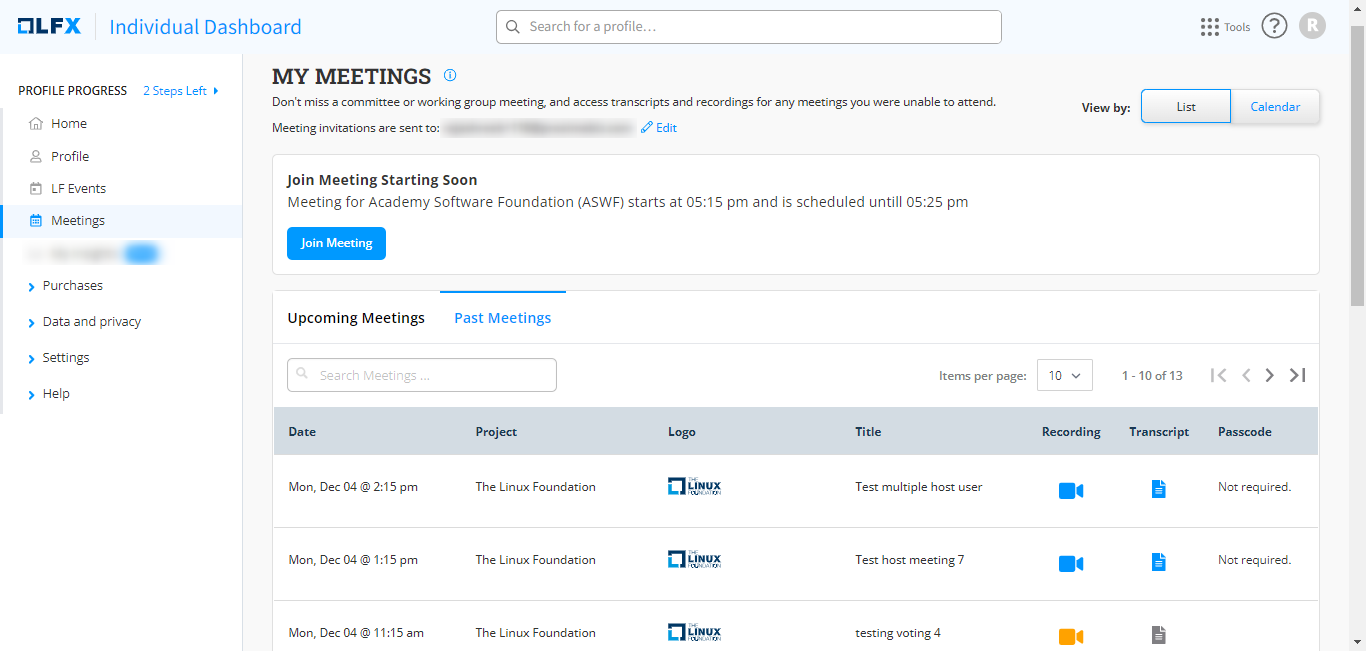 LFX Individual Dashboard
Search for a profile...
Tools
?
R
PROFILE PROGRESS 2 Steps Left
Home
Profile
LF Events
Meetings
Purchases
Data and privacy
Settings
Help
MY MEETINGS
Don't miss a committee or working group meeting, and access transcripts and recordings for any meetings you were unable to attend.
Meeting invitations are sent to: Edit
View by: List Calendar
Join Meeting Starting Soon
Meeting for Academy Software Foundation (ASWF) starts at 05:15 pm and is scheduled untill 05:25 pm
Join Meeting
Upcoming Meetings Past Meetings
Search Meetings ...
Items per page: 10 1 - 10 of 13
Date Project Logo Title Recording Transcript Passcode
Mon, Dec 04 @ 2:15 pm The Linux Foundation THE LINUX FOUNDATION Test multiple host user Not required.
Mon, Dec 04 @ 1:15 pm The Linux Foundation THE LINUX FOUNDATION Test host meeting 7 Not required.
Mon, Dec 04 @ 11:15 am The Linux Foundation THE LINUX FOUNDATION testing voting 4